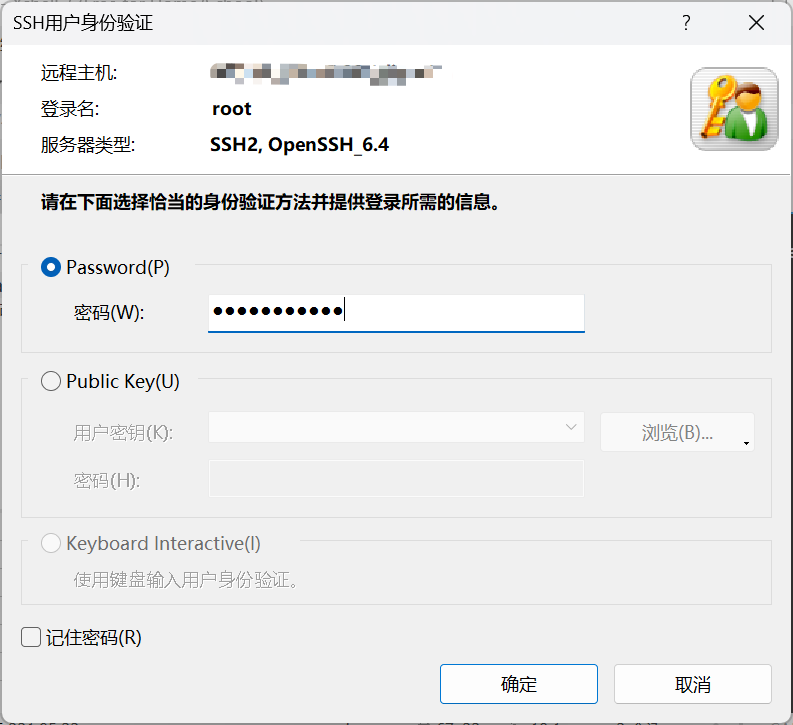 SSH用户身份验证
远程主机:
登录名: root
服务器类型: SSH2, OpenSSH_6.4
请在下面选择恰当的身份验证方法并提供登录所需的信息。
Password(P)
密码(W): ●●●●●●●●●●●
Public Key(U)
用户密钥(K): 浏览(B)...
密码(H):
Keyboard Interactive(I)
使用键盘输入用户身份验证。
记住密码(R)
确定 取消